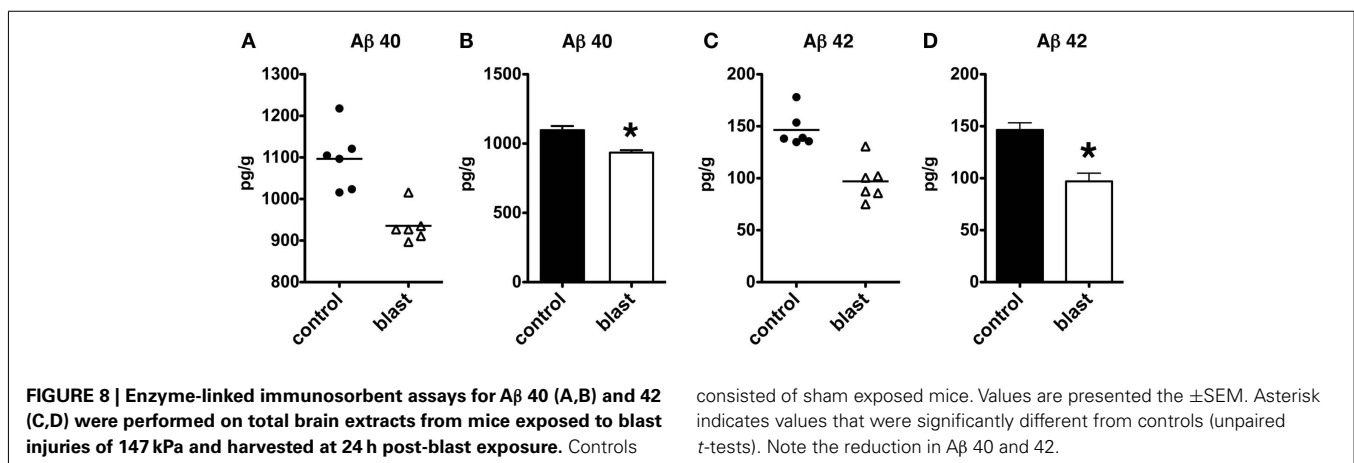 A Aβ 40
B Aβ 40
C Aβ 42
D Aβ 42
pg/g
1300
1200
1100
1000
900
800
control
blast
pg/g
1500
1000
500
0
*
control
blast
pg/g
200
150
100
50
0
control
blast
pg/g
200
150
100
50
0
*
control
blast
FIGURE 8 | Enzyme-linked immunosorbent assays for Aβ 40 (A,B) and 42
(C,D) were performed on total brain extracts from mice exposed to blast
injuries of 147 kPa and harvested at 24 h post-blast exposure. Controls
consisted of sham exposed mice. Values are presented the ±SEM. Asterisk
indicates values that were significantly different from controls (unpaired
t-tests). Note the reduction in Aβ 40 and 42.